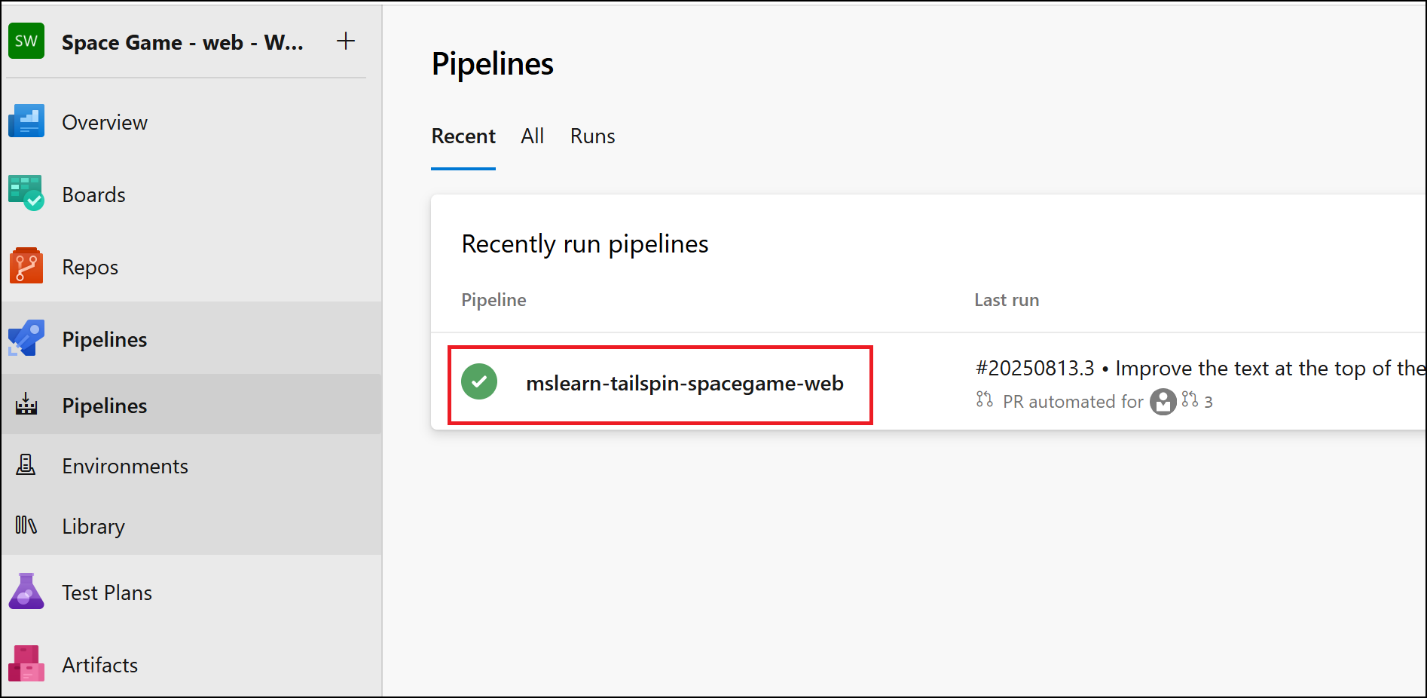 SW Space Game - web - W... +
Overview
Boards
Repos
Pipelines
Pipelines
Environments
Library
Test Plans
Artifacts
Pipelines
Recent All Runs
Recently run pipelines
Pipeline Last run
mslearn-tailspin-spacegame-web
#20250813.3 • Improve the text at the top of the
PR automated for 3